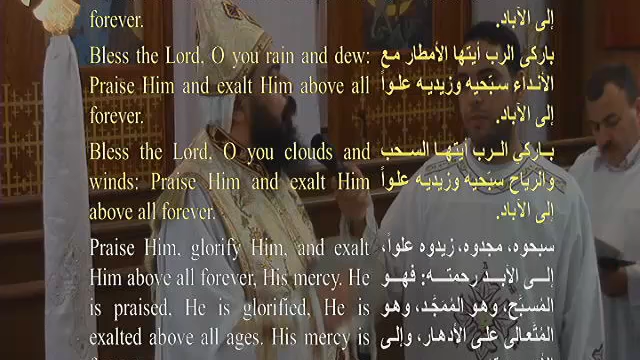 forever.
Bless the Lord, O you rain and dew:
Praise Him and exalt Him above all
forever.
Bless the Lord, O you clouds and
winds: Praise Him and exalt Him
above all forever.
Praise Him, glorify Him, and exalt
Him above all forever, His mercy. He
is praised, He is glorified, He is
exalted above all ages. His mercy is
إلى الآباد.
باركي الرب أيتها الأمطار مع
الأنداء سبّحيه وزيديه علواً
إلى الآباد.
باركي الرب أيتها السحب
والرياح سبّحيه وزيديه علواً
إلى الآباد.
سبحوه، مجدوه، زيدوه علواً،
إلى الأبد رحمته: فهو
المُسبَّح، وهو المُمجَّد، وهو
المُتَعالي على الأدهار، وإلى